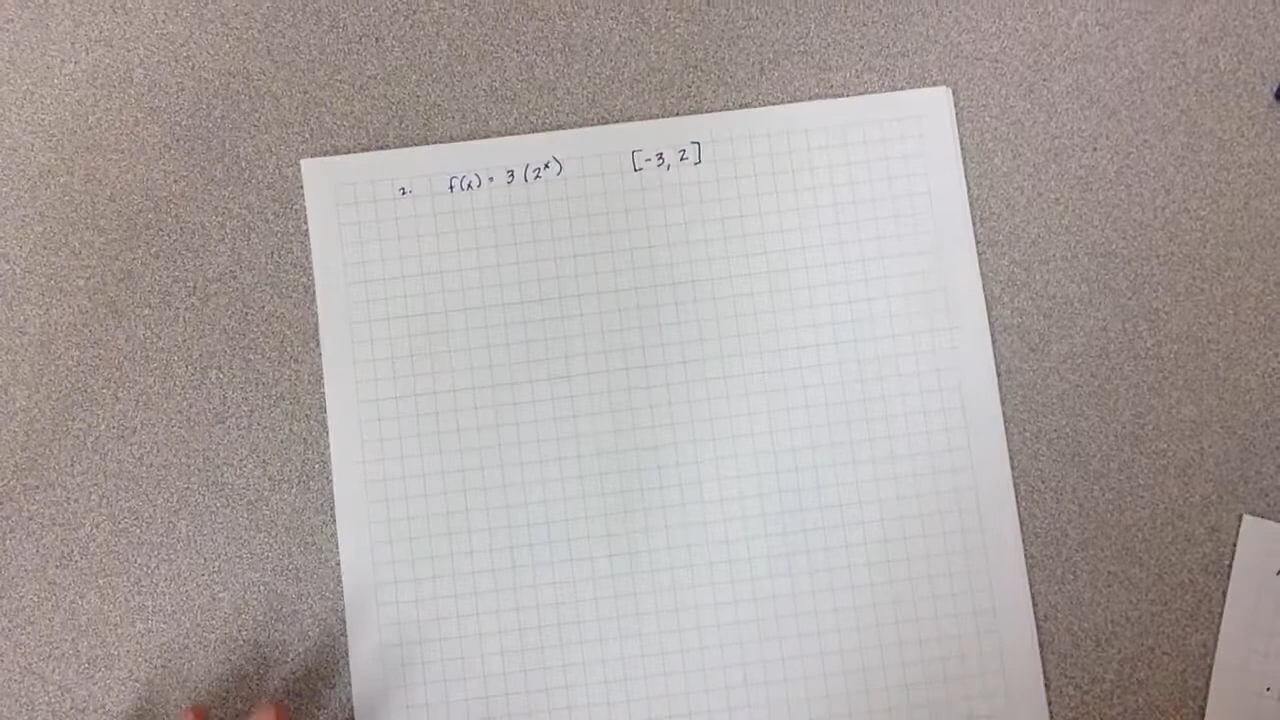 2. f(x) = 3 (2^x) [-3, 2]